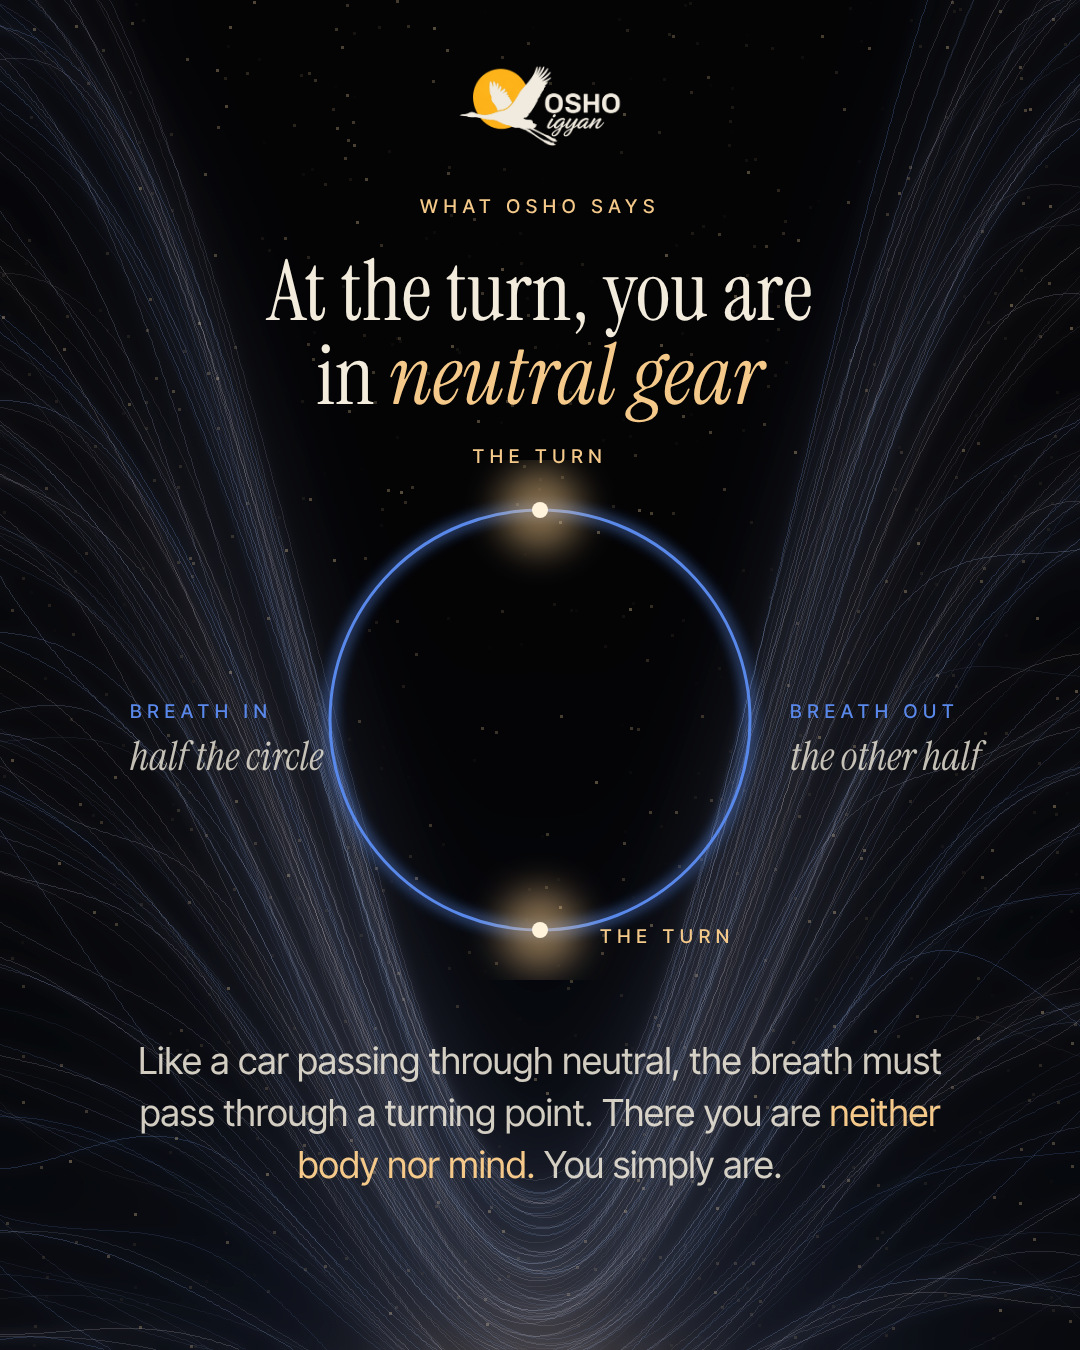 OSHO
igyan
WHAT OSHO SAYS
At the turn, you are
in neutral gear
THE TURN
BREATH IN
half the circle
BREATH OUT
the other half
THE TURN
Like a car passing through neutral, the breath must
pass through a turning point. There you are neither
body nor mind. You simply are.